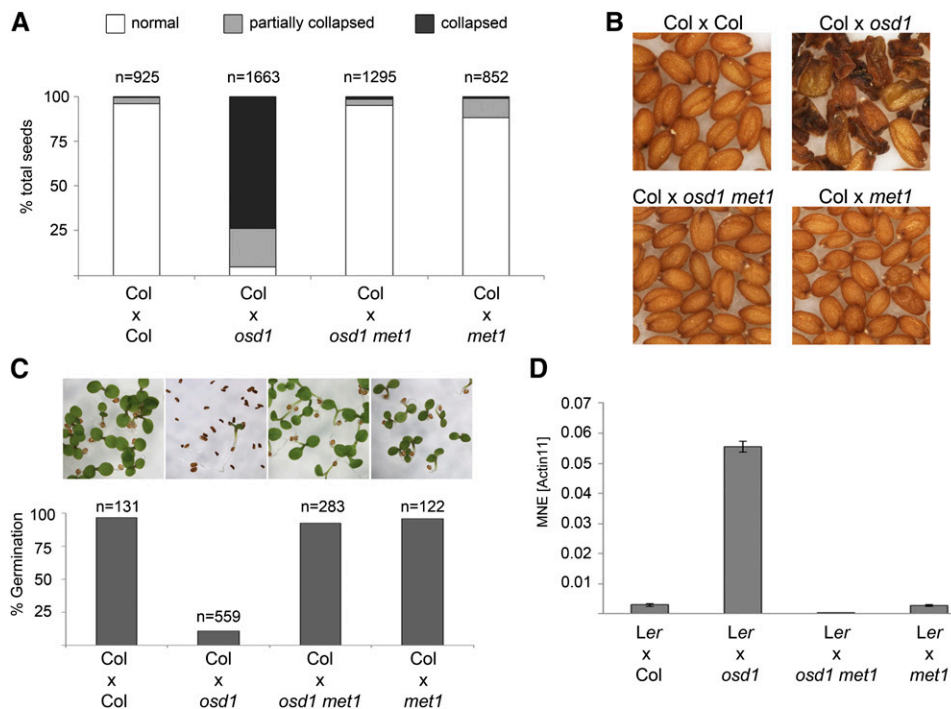 A
normal partially collapsed collapsed
n=925 n=1663 n=1295 n=852
% total seeds
100
75
50
25
Col x Col
Col x osd1
Col x osd1 met1
Col x met1
B
Col x Col Col x osd1
Col x osd1 met1 Col x met1
C
n=131 n=559 n=283 n=122
% Germination
100
75
50
25
Col x Col
Col x osd1
Col x osd1 met1
Col x met1
D
MNE [Actin11]
0.07
0.06
0.05
0.04
0.03
0.02
0.01
Ler x Col
Ler x osd1
Ler x osd1 met1
Ler x met1